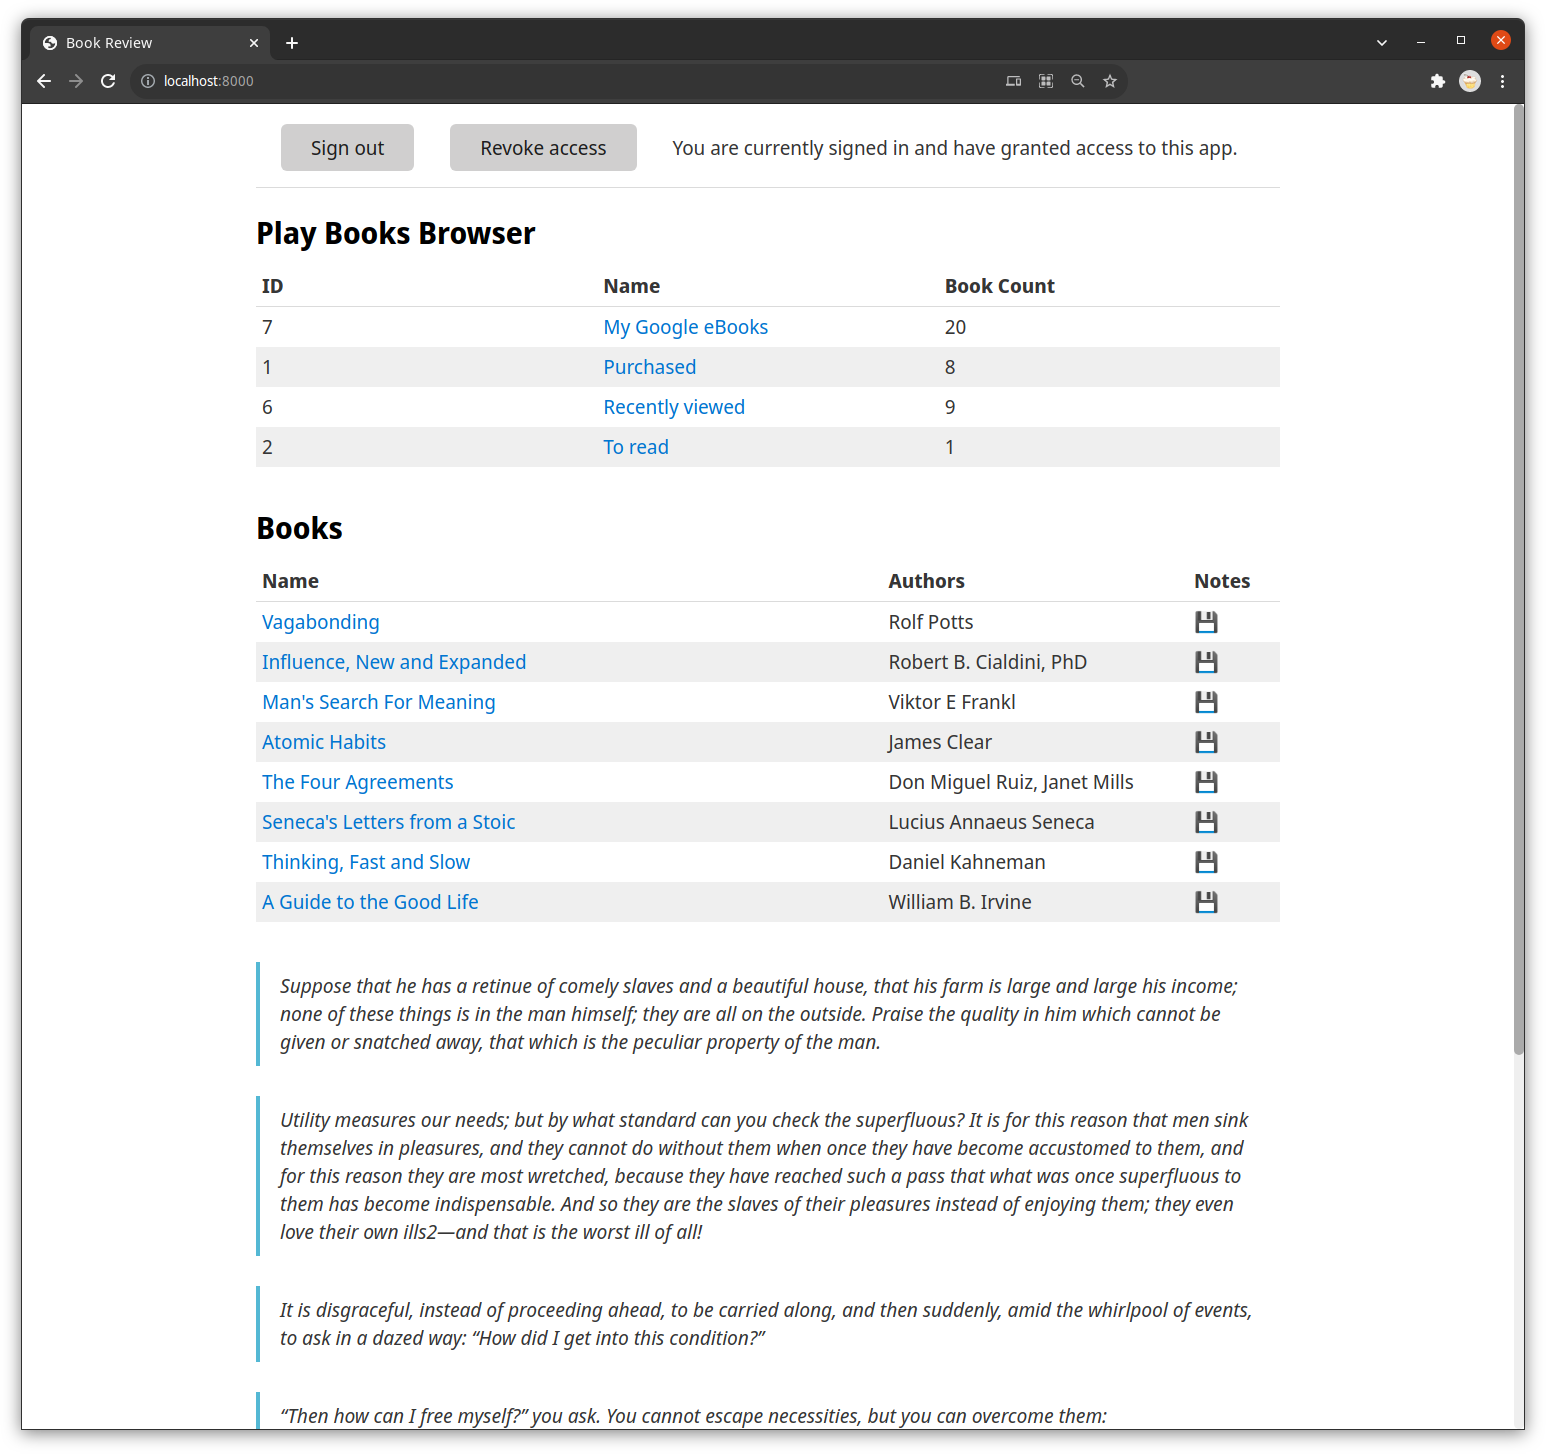 Book Review
localhost:8000
Sign out Revoke access You are currently signed in and have granted access to this app.
Play Books Browser
ID Name Book Count
7 My Google eBooks 20
1 Purchased 8
6 Recently viewed 9
2 To read 1
Books
Name Authors Notes
Vagabonding Rolf Potts
Influence, New and Expanded Robert B. Cialdini, PhD
Man's Search For Meaning Viktor E Frankl
Atomic Habits James Clear
The Four Agreements Don Miguel Ruiz, Janet Mills
Seneca's Letters from a Stoic Lucius Annaeus Seneca
Thinking, Fast and Slow Daniel Kahneman
A Guide to the Good Life William B. Irvine
Suppose that he has a retinue of comely slaves and a beautiful house, that his farm is large and large his income;
none of these things is in the man himself; they are all on the outside. Praise the quality in him which cannot be
given or snatched away, that which is the peculiar property of the man.
Utility measures our needs; but by what standard can you check the superfluous? It is for this reason that men sink
themselves in pleasures, and they cannot do without them when once they have become accustomed to them, and
for this reason they are most wretched, because they have reached such a pass that what was once superfluous to
them has become indispensable. And so they are the slaves of their pleasures instead of enjoying them; they even
love their own ills2—and that is the worst ill of all!
It is disgraceful, instead of proceeding ahead, to be carried along, and then suddenly, amid the whirlpool of events,
to ask in a dazed way: “How did I get into this condition?”
“Then how can I free myself?” you ask. You cannot escape necessities, but you can overcome them: